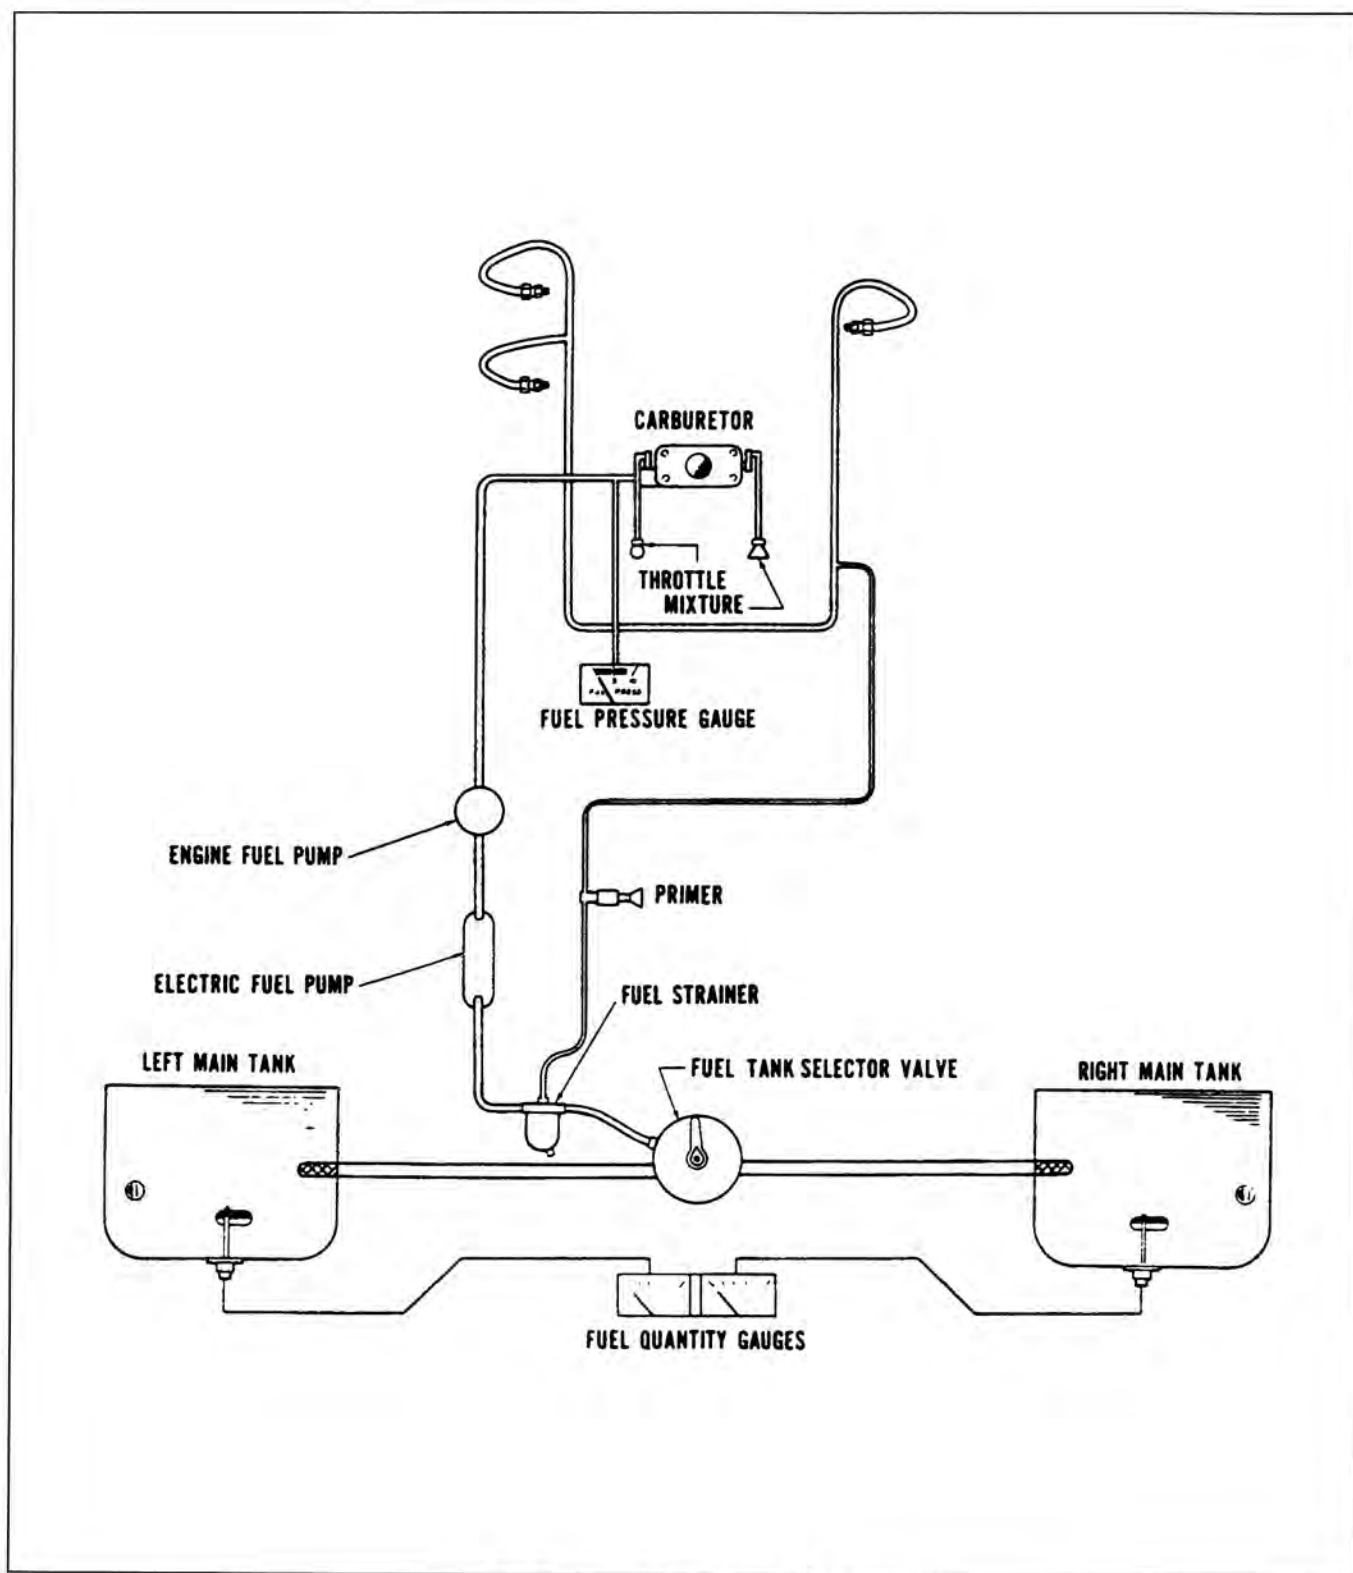 CARBURETOR
THROTTLE
MIXTURE
FUEL PRESSURE GAUGE
ENGINE FUEL PUMP
PRIMER
ELECTRIC FUEL PUMP
FUEL STRAINER
LEFT MAIN TANK
FUEL TANK SELECTOR VALVE
RIGHT MAIN TANK
FUEL QUANTITY GAUGES